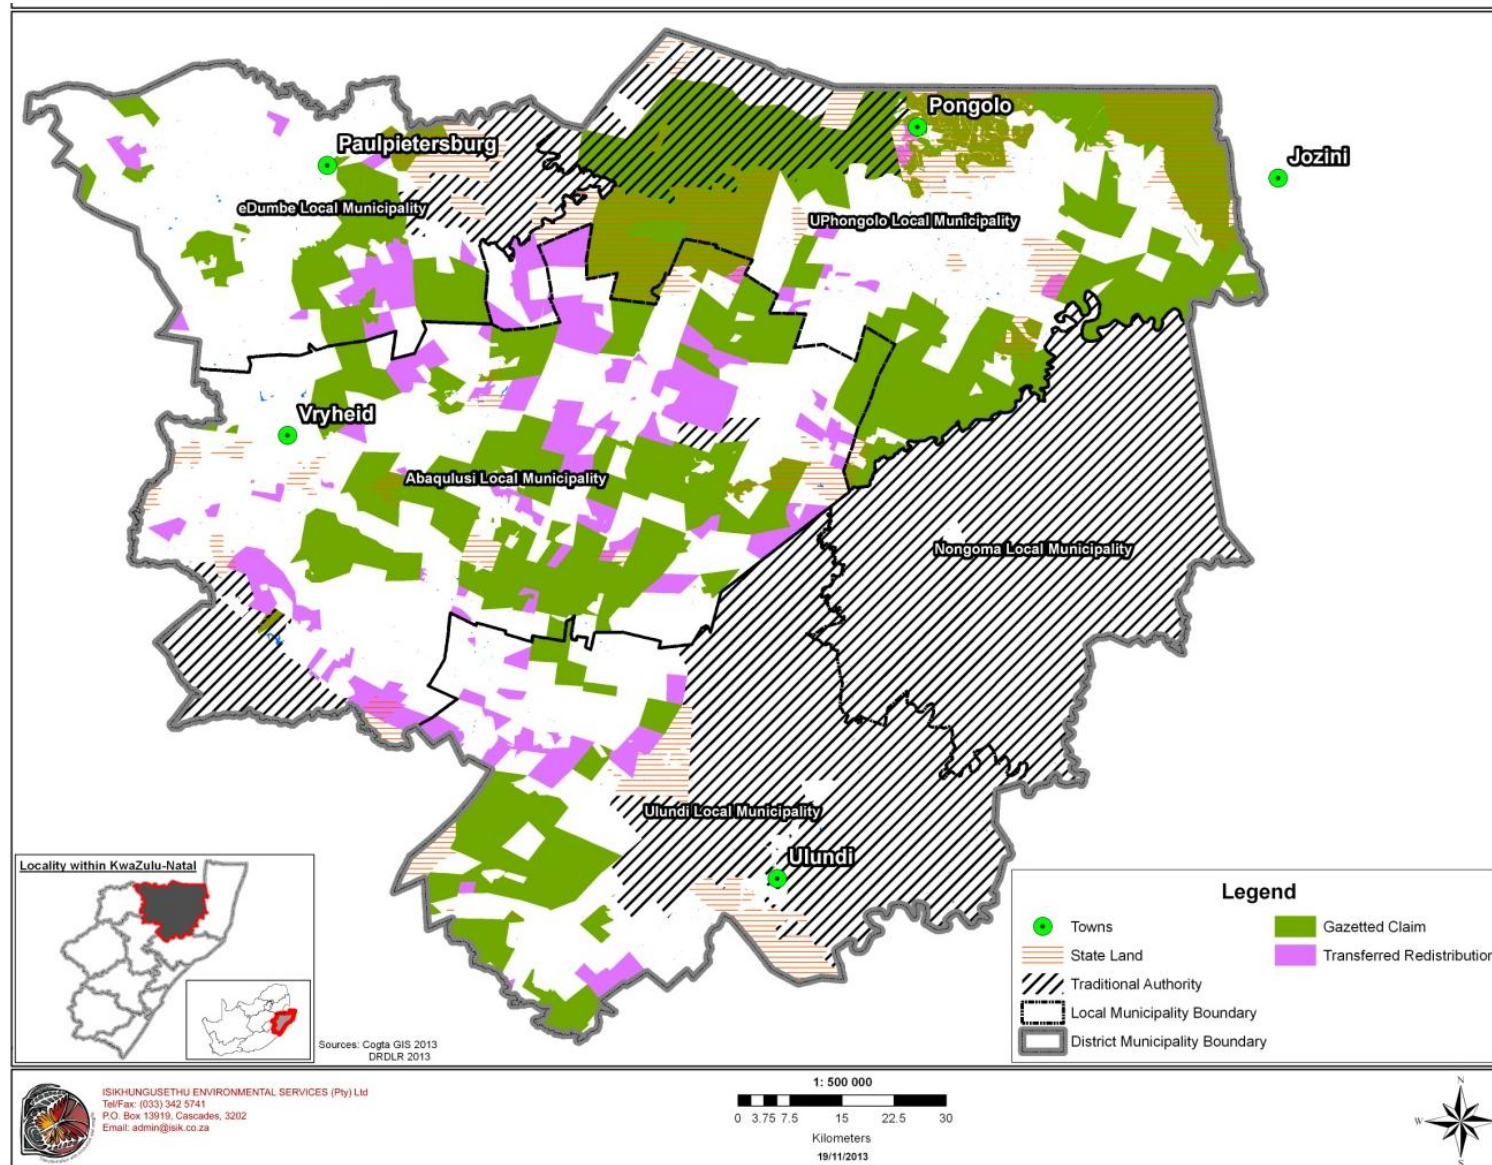 Pongolo
Jozini
Paulpietersburg
eDumbe Local Municipality
UPhongolo Local Municipality
Vryheid
Abaqulusi Local Municipality
Nongoma Local Municipality
Ulundi Local Municipality
Ulundi
Locality within KwaZulu-Natal
Sources: Cogta GIS 2013
DRDLR 2013
Legend
Towns
State Land
Traditional Authority
Local Municipality Boundary
District Municipality Boundary
Gazetted Claim
Transferred Redistribution
ISIKHUNGUSETHU ENVIRONMENTAL SERVICES (Pty) Ltd
Tel/Fax: (033) 342 5741
P.O. Box 13919, Cascades, 3202
Email: admin@isik.co.za
1: 500 000
0 3.75 7.5 15 22.5 30
Kilometers
19/11/2013
N
W E
S